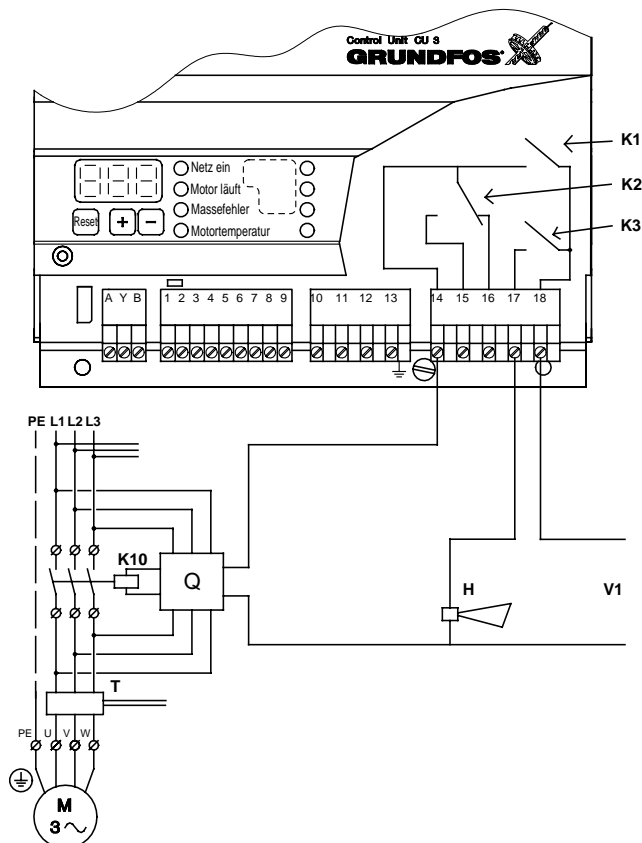 Control Unit CU 3
GRUNDFOS
K1
K2
K3
Netz ein
Motor läuft
Massefehler
Motortemperatur
Reset + −
A Y B 1 2 3 4 5 6 7 8 9 10 11 12 13 14 15 16 17 18
PE L1 L2 L3
K10
Q
H
V1
T
PE U V W
M
3~